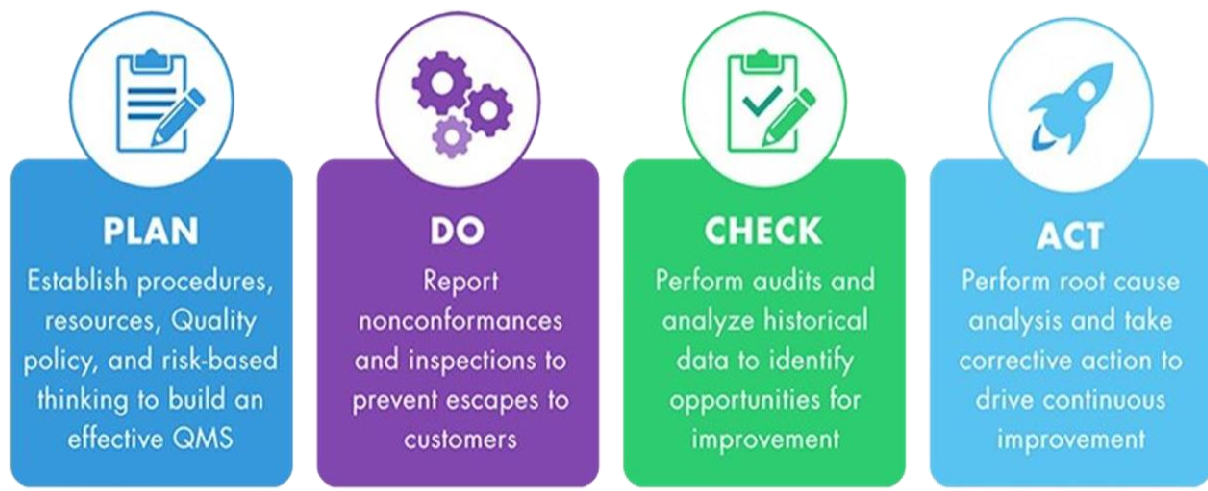 PLAN
Establish procedures,
resources, Quality
policy, and risk-based
thinking to build an
effective QMS
DO
Report
nonconformances
and inspections to
prevent escapes to
customers
CHECK
Perform audits and
analyze historical
data to identify
opportunities for
improvement
ACT
Perform root cause
analysis and take
corrective action to
drive continuous
improvement